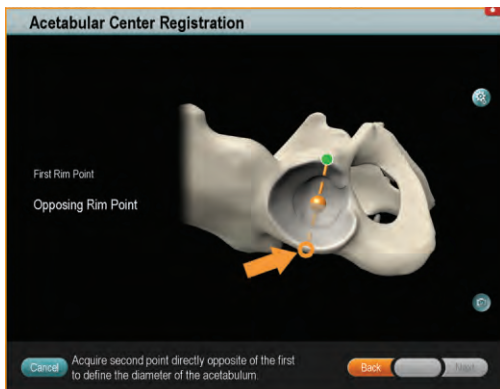 Acetabular Center Registration
First Rim Point
Opposing Rim Point
Cancel
Acquire second point directly opposite of the first
to define the diameter of the acetabulum.
Back
Next